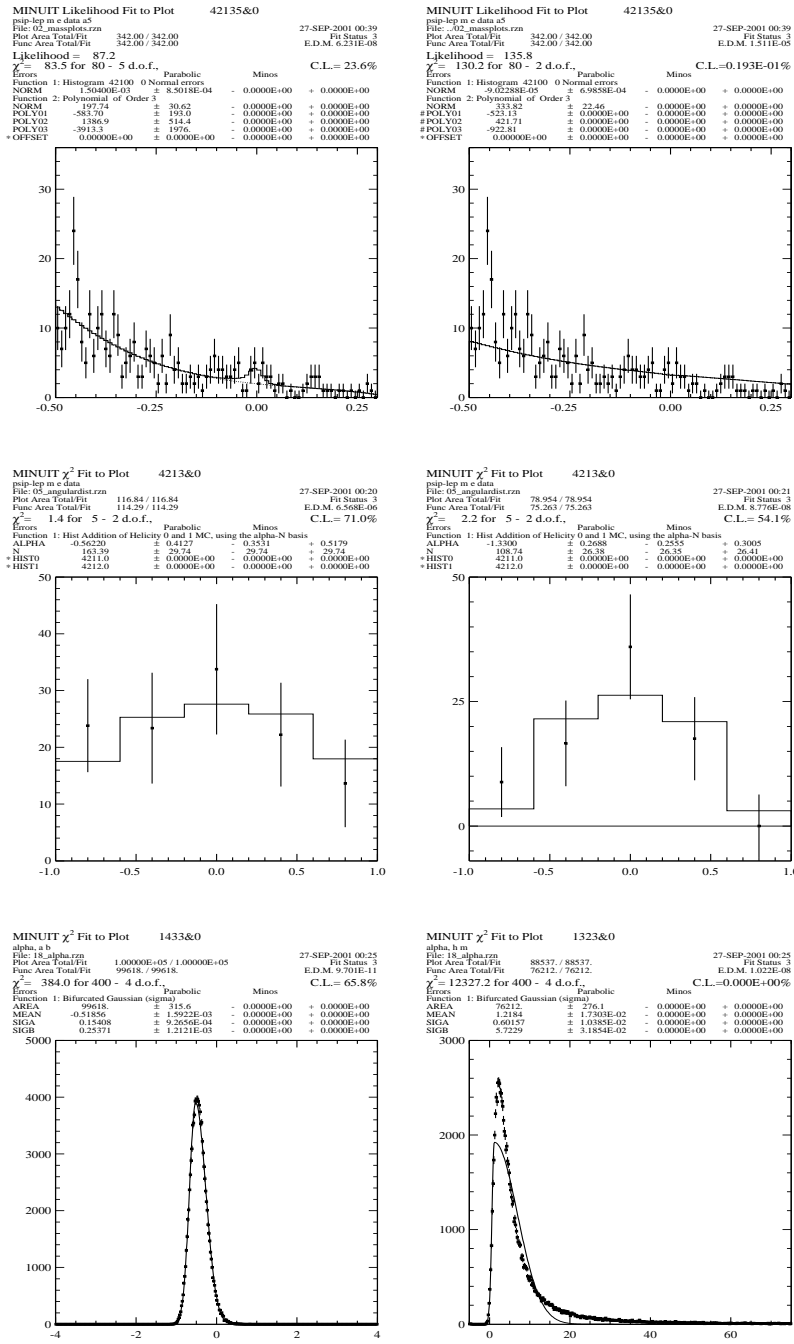 MINUIT Likelihood Fit to Plot 42135&0
psip-lep m e data a5
File: 02_massplots.rzn 27-SEP-2001 00:39
Plot Area Total/Fit 342.00 / 342.00 Fit Status 3
Func Area Total/Fit 342.00 / 342.00 E.D.M. 6.231E-08
Likelihood = 87.2
χ²= 83.5 for 80 - 5 d.o.f., C.L.= 23.6%
Errors Parabolic Minos
Function 1: Histogram 42100 0 Normal errors
NORM 1.50400E-03 ± 8.5018E-04 - 0.0000E+00 + 0.0000E+00
Function 2: Polynomial of Order 3
NORM 197.74 ± 30.62 - 0.0000E+00 + 0.0000E+00
POLY01 -583.70 ± 193.0 - 0.0000E+00 + 0.0000E+00
POLY02 1386.9 ± 514.4 - 0.0000E+00 + 0.0000E+00
POLY03 -3913.3 ± 1976. - 0.0000E+00 + 0.0000E+00
* OFFSET 0.00000E+00 ± 0.0000E+00 - 0.0000E+00 + 0.0000E+00
30
20
10
0
-0.50 -0.25 0.00 0.25
MINUIT Likelihood Fit to Plot 42135&0
psip-lep m e data a5
File: ../02_massplots.rzn 27-SEP-2001 00:39
Plot Area Total/Fit 342.00 / 342.00 Fit Status 3
Func Area Total/Fit 342.00 / 342.00 E.D.M. 1.511E-05
Likelihood = 135.8
χ²= 130.2 for 80 - 2 d.o.f., C.L.=0.193E-01%
Errors Parabolic Minos
Function 1: Histogram 42100 0 Normal errors
NORM -9.02288E-05 ± 6.9858E-04 - 0.0000E+00 + 0.0000E+00
Function 2: Polynomial of Order 3
NORM 333.82 ± 22.46 - 0.0000E+00 + 0.0000E+00
# POLY01 -523.13 ± 0.0000E+00 - 0.0000E+00 + 0.0000E+00
# POLY02 421.71 ± 0.0000E+00 - 0.0000E+00 + 0.0000E+00
# POLY03 -922.81 ± 0.0000E+00 - 0.0000E+00 + 0.0000E+00
* OFFSET 0.00000E+00 ± 0.0000E+00 - 0.0000E+00 + 0.0000E+00
30
20
10
0
-0.50 -0.25 0.00 0.25
MINUIT χ² Fit to Plot 4213&0
psip-lep m e data
File: 05_angulardist.rzn 27-SEP-2001 00:20
Plot Area Total/Fit 116.84 / 116.84 Fit Status 3
Func Area Total/Fit 114.29 / 114.29 E.D.M. 6.568E-06
χ²= 1.4 for 5 - 2 d.o.f., C.L.= 71.0%
Errors Parabolic Minos
Function 1: Hist Addition of Helicity 0 and 1 MC, using the alpha-N basis
ALPHA -0.56220 ± 0.4127 - 0.3531 + 0.5179
N 163.39 ± 29.74 - 29.74 + 29.74
* HIST0 4211.0 ± 0.0000E+00 - 0.0000E+00 + 0.0000E+00
* HIST1 4212.0 ± 0.0000E+00 - 0.0000E+00 + 0.0000E+00
50
40
30
20
10
0
-1.0 -0.5 0.0 0.5 1.0
MINUIT χ² Fit to Plot 4213&0
psip-lep m e data
File: 05_angulardist.rzn 27-SEP-2001 00:21
Plot Area Total/Fit 78.954 / 78.954 Fit Status 3
Func Area Total/Fit 75.263 / 75.263 E.D.M. 8.776E-08
χ²= 2.2 for 5 - 2 d.o.f., C.L.= 54.1%
Errors Parabolic Minos
Function 1: Hist Addition of Helicity 0 and 1 MC, using the alpha-N basis
ALPHA -1.3300 ± 0.2688 - 0.2555 + 0.3005
N 108.74 ± 26.38 - 26.35 + 26.41
* HIST0 4211.0 ± 0.0000E+00 - 0.0000E+00 + 0.0000E+00
* HIST1 4212.0 ± 0.0000E+00 - 0.0000E+00 + 0.0000E+00
50
25
0
-1.0 -0.5 0.0 0.5 1.0
MINUIT χ² Fit to Plot 1433&0
alpha, a b
File: 18_alpha.rzn 27-SEP-2001 00:25
Plot Area Total/Fit 1.00000E+05 / 1.00000E+05 Fit Status 3
Func Area Total/Fit 99618. / 99618. E.D.M. 9.701E-11
χ²= 384.0 for 400 - 4 d.o.f., C.L.= 65.8%
Errors Parabolic Minos
Function 1: Bifurcated Gaussian (sigma)
AREA 99618. ± 315.6 - 0.0000E+00 + 0.0000E+00
MEAN -0.51856 ± 1.5922E-03 - 0.0000E+00 + 0.0000E+00
SIGA 0.15408 ± 9.2656E-04 - 0.0000E+00 + 0.0000E+00
SIGB 0.25371 ± 1.2121E-03 - 0.0000E+00 + 0.0000E+00
5000
4000
3000
2000
1000
0
-4 -2 0 2 4
MINUIT χ² Fit to Plot 1323&0
alpha, h m
File: 18_alpha.rzn 27-SEP-2001 00:25
Plot Area Total/Fit 88537. / 88537. Fit Status 3
Func Area Total/Fit 76212. / 76212. E.D.M. 1.022E-08
χ²= 12327.2 for 400 - 4 d.o.f., C.L.=0.000E+00%
Errors Parabolic Minos
Function 1: Bifurcated Gaussian (sigma)
AREA 76212. ± 276.1 - 0.0000E+00 + 0.0000E+00
MEAN 1.2184 ± 1.7303E-02 - 0.0000E+00 + 0.0000E+00
SIGA 0.60157 ± 1.0385E-02 - 0.0000E+00 + 0.0000E+00
SIGB 5.7229 ± 3.1854E-02 - 0.0000E+00 + 0.0000E+00
3000
2000
1000
0
0 20 40 60